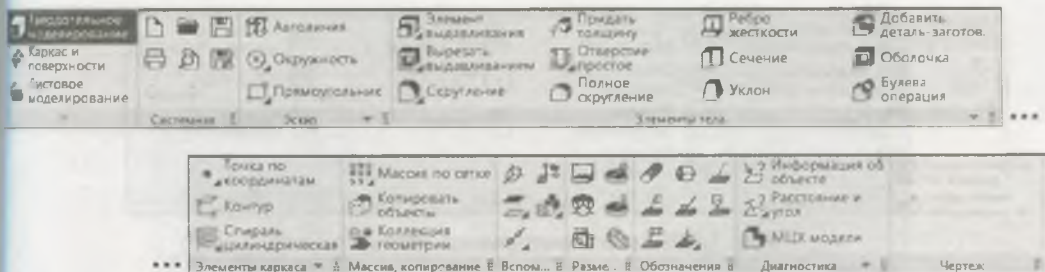 Твердотельное
моделирование
Каркас и
поверхности
Листовое
моделирование
Автолиния
Окружность
Прямоугольник
Элемент
выдавливания
Вырезать
выдавливанием
Скругление
Придать
толщину
Отверстие
простое
Полное
скругление
Ребро
жесткости
Сечение
Уклон
Добавить
деталь-заготов.
Оболочка
Булева
операция
Системная
Эскиз
Элементы тела
...
Точка по
координатам
Контур
Спираль
цилиндрическая
Массив по сетке
Копировать
объекты
Коллекция
геометрии
Информация об
объекте
Расстояние и
угол
МЦХ модели
... Элементы каркаса
Массив, копирование
Вспом...
Разме...
Обозначения
Диагностика
Чертеж